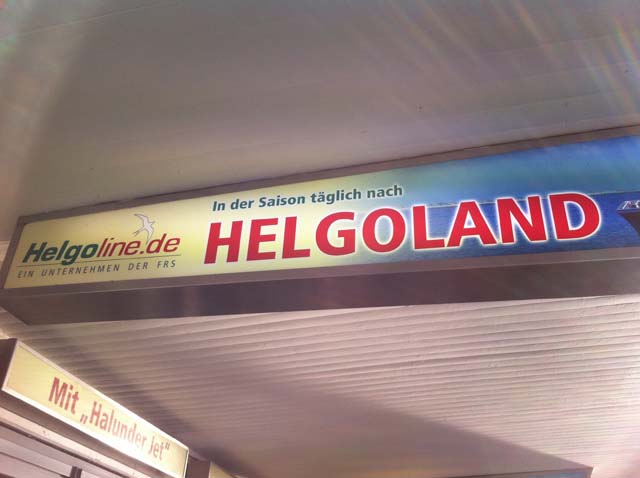 In der Saison täglich nach
Helgoline.de
HELGOLAND
EIN UNTERNEHMEN DER FRS
Mit „Halunder Jet“